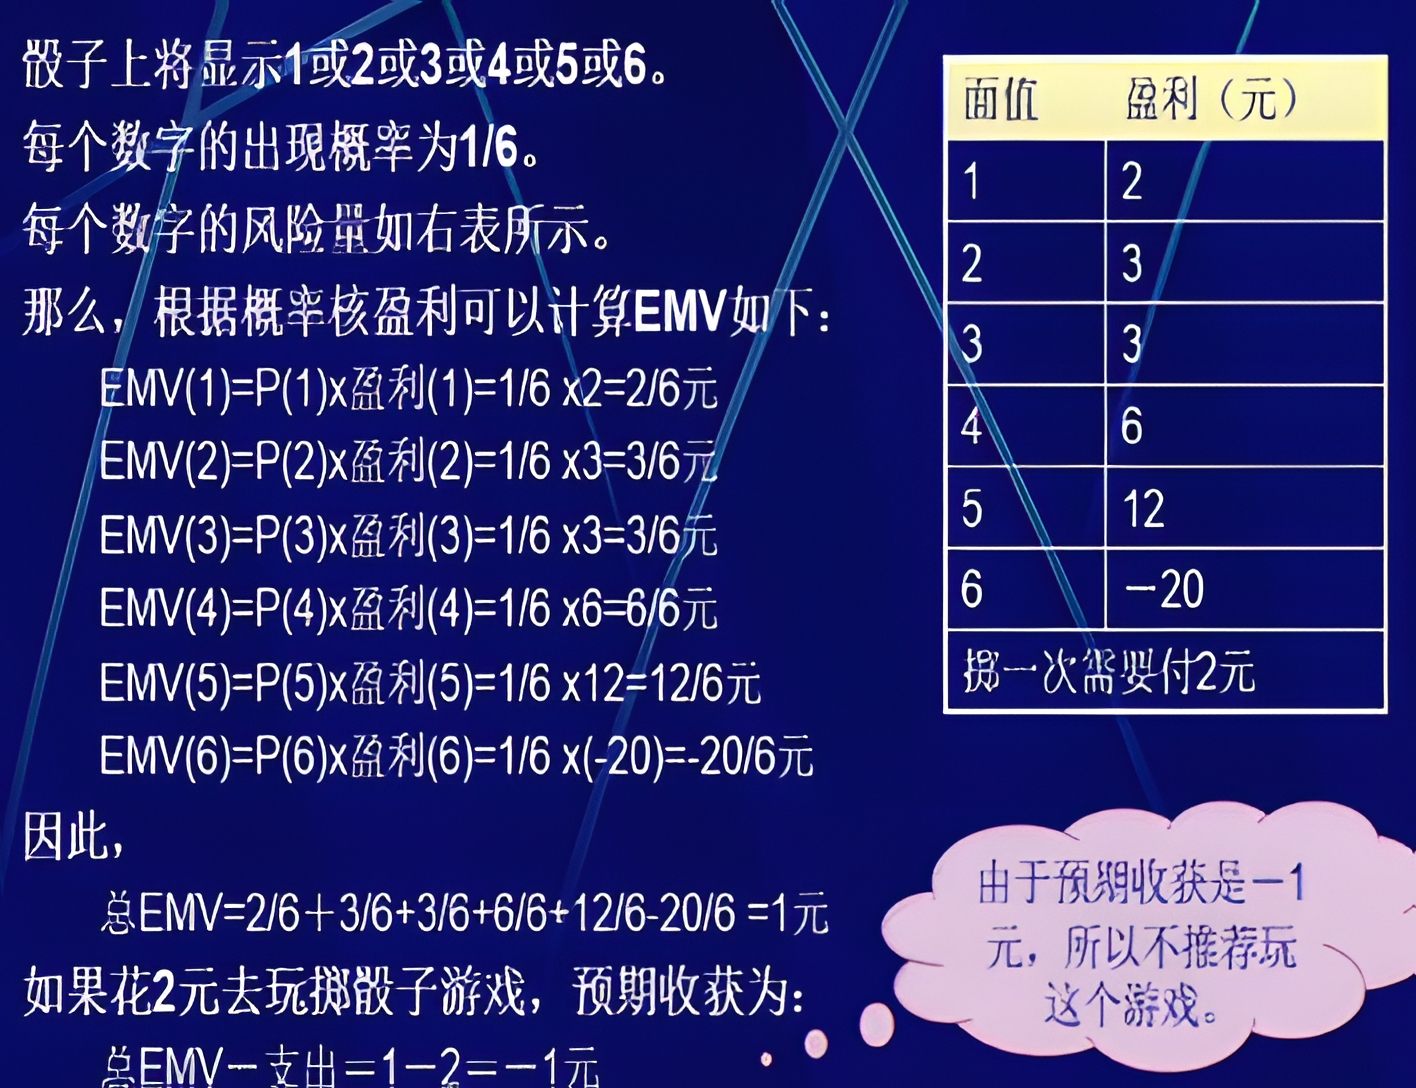 骰子上将显示1或2或3或4或5或6。
每个数字的出现概率为1/6。
每个数字的风险量如右表所示。
那么，根据概率核盈利可以计算EMV如下：
EMV(1)=P(1)x盈利(1)=1/6 x2=2/6元
EMV(2)=P(2)x盈利(2)=1/6 x3=3/6元
EMV(3)=P(3)x盈利(3)=1/6 x3=3/6元
EMV(4)=P(4)x盈利(4)=1/6 x6=6/6元
EMV(5)=P(5)x盈利(5)=1/6 x12=12/6元
EMV(6)=P(6)x盈利(6)=1/6 x(-20)=-20/6元
因此，
总EMV=2/6＋3/6+3/6+6/6+12/6-20/6 =1元
如果花2元去玩掷骰子游戏，预期收获为：
总EMV－支出＝1－2＝－1元
面值 盈利（元）
1 2
2 3
3 3
4 6
5 12
6 －20
掷一次需要付2元
由于预期收获是－1
元，所以不推荐玩
这个游戏。